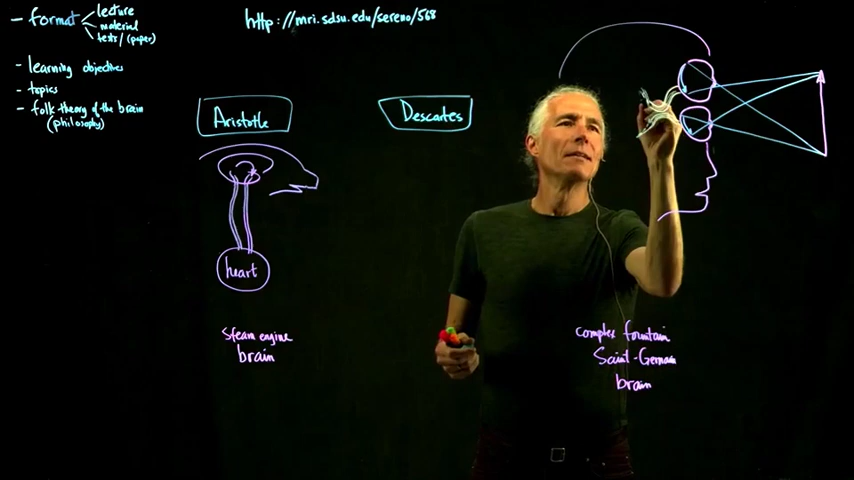 - format
lecture
material
tests/(paper)
- learning objectives
- topics
- folk theory of the brain
(philosophy)
http://mri.sdsu.edu/sereno/568
Aristotle
Descartes
heart
steam engine
brain
complex fountain
Saint-Germain
brain